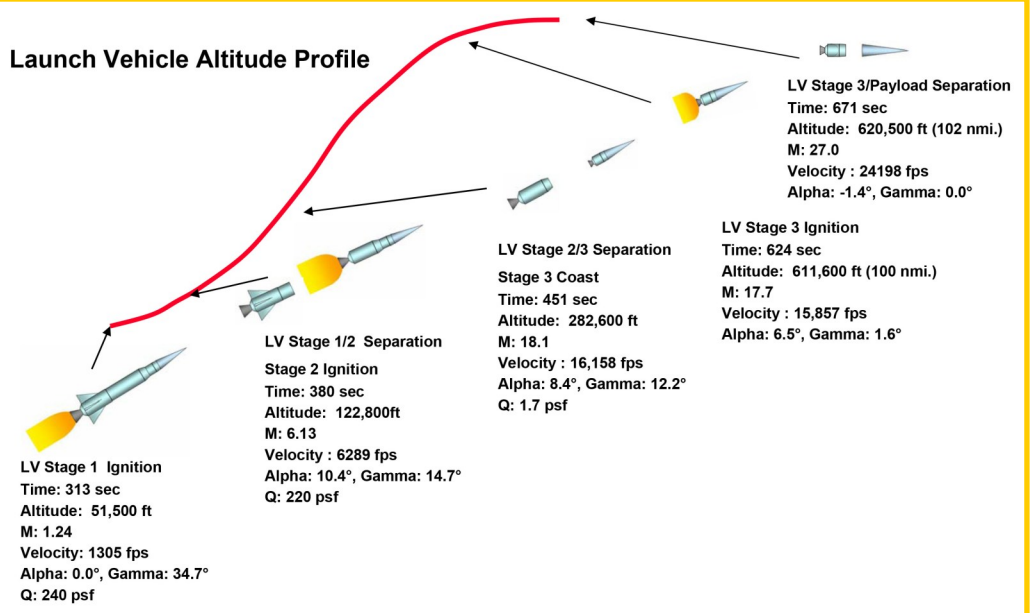 Launch Vehicle Altitude Profile
LV Stage 1  Ignition
Time: 313 sec
Altitude: 51,500 ft
M: 1.24
Velocity: 1305 fps
Alpha: 0.0°, Gamma: 34.7°
Q: 240 psf
LV Stage 1/2  Separation
Stage 2 Ignition
Time: 380 sec
Altitude:  122,800ft
M: 6.13
Velocity : 6289 fps
Alpha: 10.4°, Gamma: 14.7°
Q: 220 psf
LV Stage 2/3 Separation
Stage 3 Coast
Time: 451 sec
Altitude:  282,600 ft
M: 18.1
Velocity : 16,158 fps
Alpha: 8.4°, Gamma: 12.2°
Q: 1.7 psf
LV Stage 3 Ignition
Time: 624 sec
Altitude:  611,600 ft (100 nmi.)
M: 17.7
Velocity : 15,857 fps
Alpha: 6.5°, Gamma: 1.6°
LV Stage 3/Payload Separation
Time: 671 sec
Altitude:  620,500 ft (102 nmi.)
M: 27.0
Velocity : 24198 fps
Alpha: -1.4°, Gamma: 0.0°